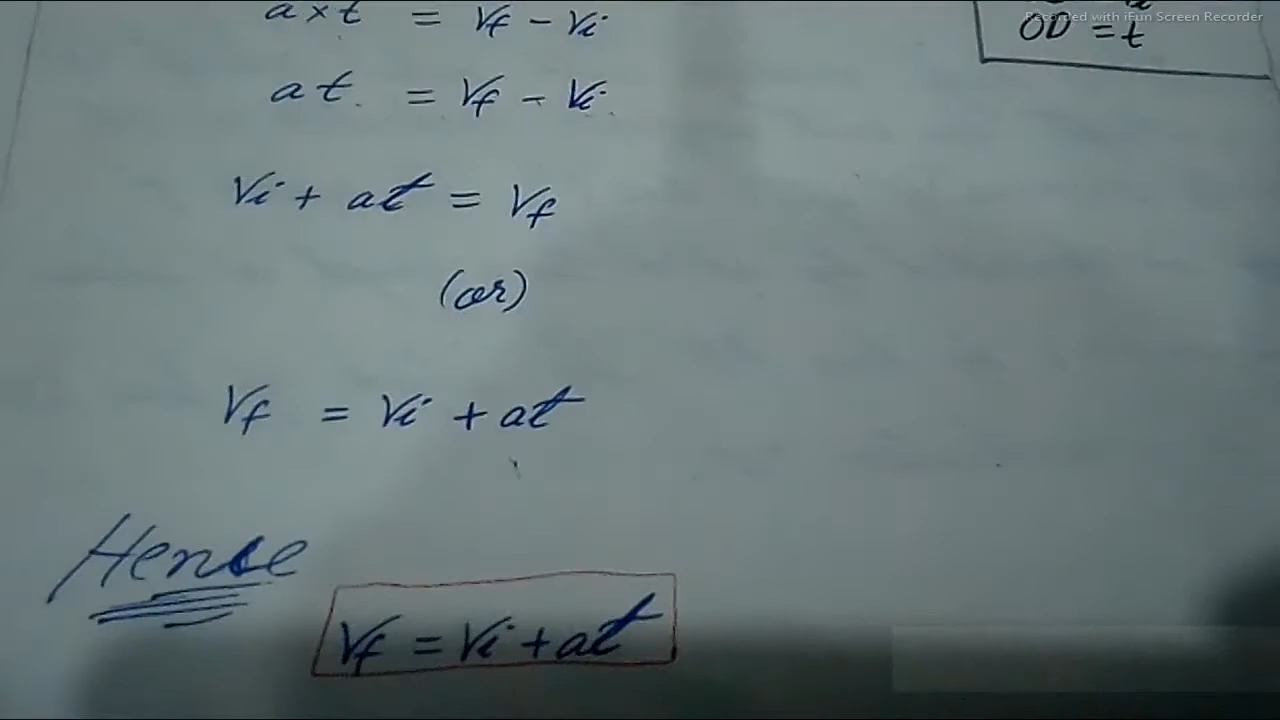 a × t = Vf - Vi
Recorded with iFun Screen Recorder
OD = t
at = Vf - Vi
Vi + at = Vf
(or)
Vf = Vi + at
Hence
Vf = Vi + at